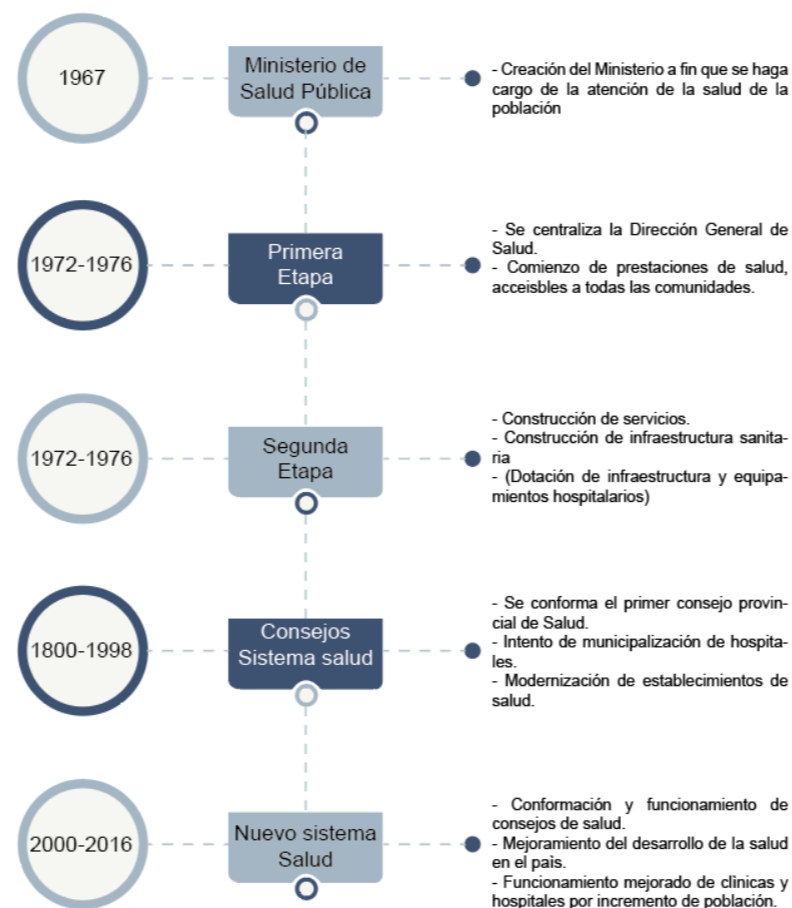 1967
Ministerio de
Salud Pública
- Creación del Ministerio a fin que se haga
cargo de la atención de la salud de la
población
1972-1976
Primera
Etapa
- Se centraliza la Dirección General de
Salud.
- Comienzo de prestaciones de salud,
acceisbles a todas las comunidades.
1972-1976
Segunda
Etapa
- Construcción de servicios.
- Construcción de infraestructura sanita-
ria
- (Dotación de infraestructura y equipa-
mientos hospitalarios)
1800-1998
Consejos
Sistema salud
- Se conforma el primer consejo provin-
cial de Salud.
- Intento de municipalización de hospita-
les.
- Modernización de establecimientos de
salud.
2000-2016
Nuevo sistema
Salud
- Conformación y funcionamiento de
consejos de salud.
- Mejoramiento del desarrollo de la salud
en el paìs.
- Funcionamiento mejorado de clìnicas y
hospitales por incremento de población.